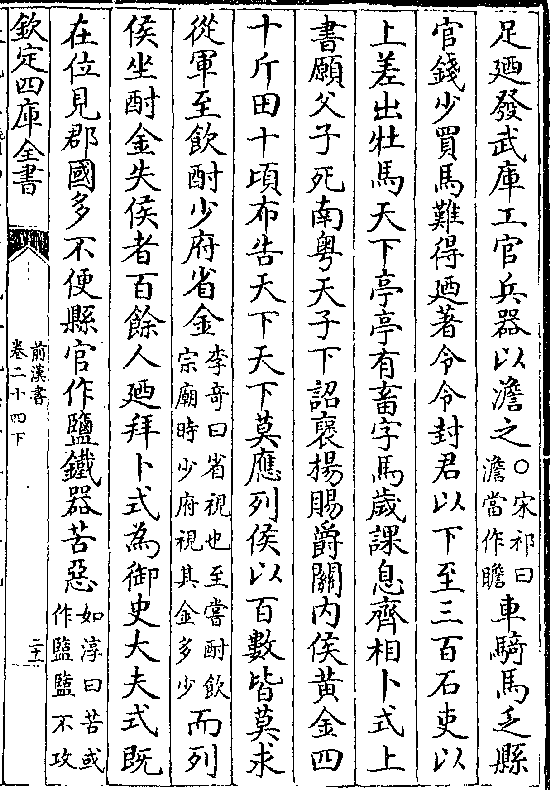 足廼發武庫工官兵器以澹之○宋祁曰澹當作贍車騎馬乏縣
官錢少買馬難得廼著令令封君以下至三百石吏以
上差出牡馬天下亭亭有畜字馬歲課息齊相卜式上
書願父子死南粤天子下詔襃揚賜爵關内侯黄金四
十斤田十頃布告天下天下莫應列侯以百數皆莫求
從軍至飲酎少府省金李竒曰省視也至嘗酎飲宗廟時少府視其金多少而列
侯坐酎金失侯者百餘人廼拜卜式為御史大夫式既
在位見郡國多不便縣官作鹽鐵器苦惡如淳曰苦或作盬盬不攻
欽定四庫全書
前漢書
卷二十四下
二十一